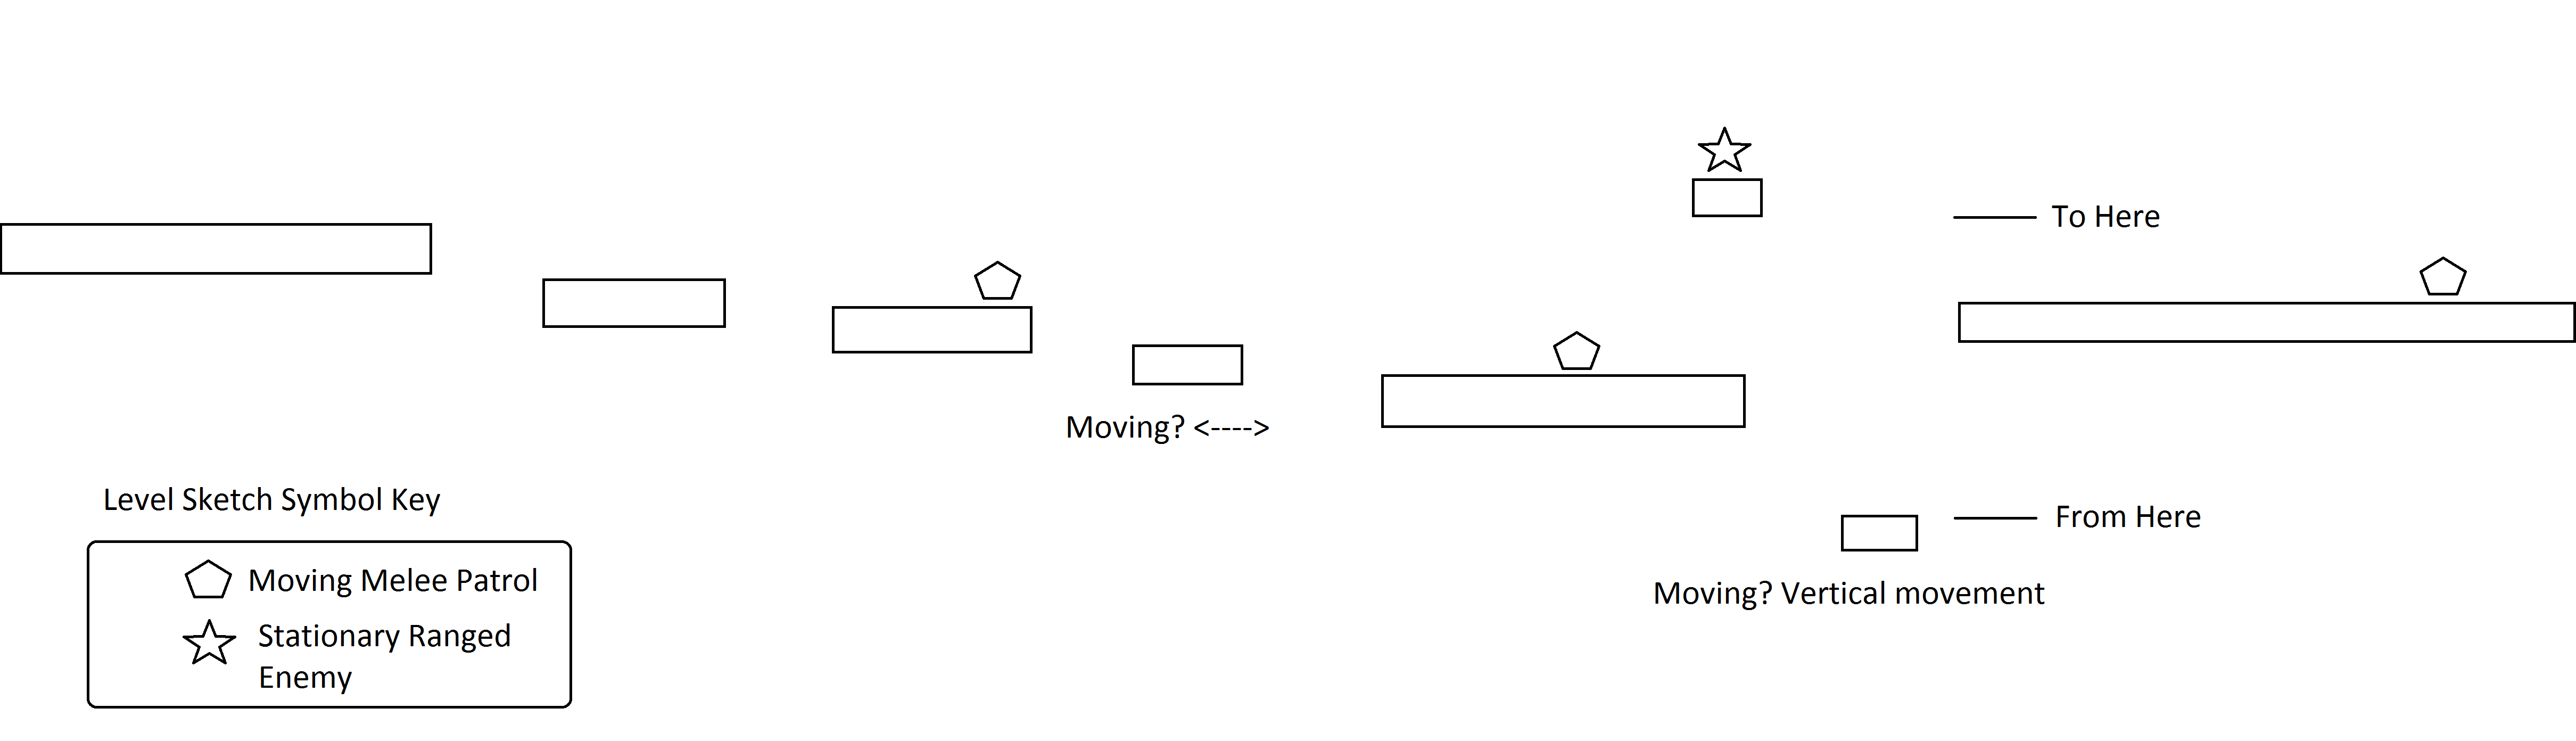 To Here
Moving? <---->
Level Sketch Symbol Key
From Here
Moving Melee Patrol
Moving? Vertical movement
Stationary Ranged
Enemy